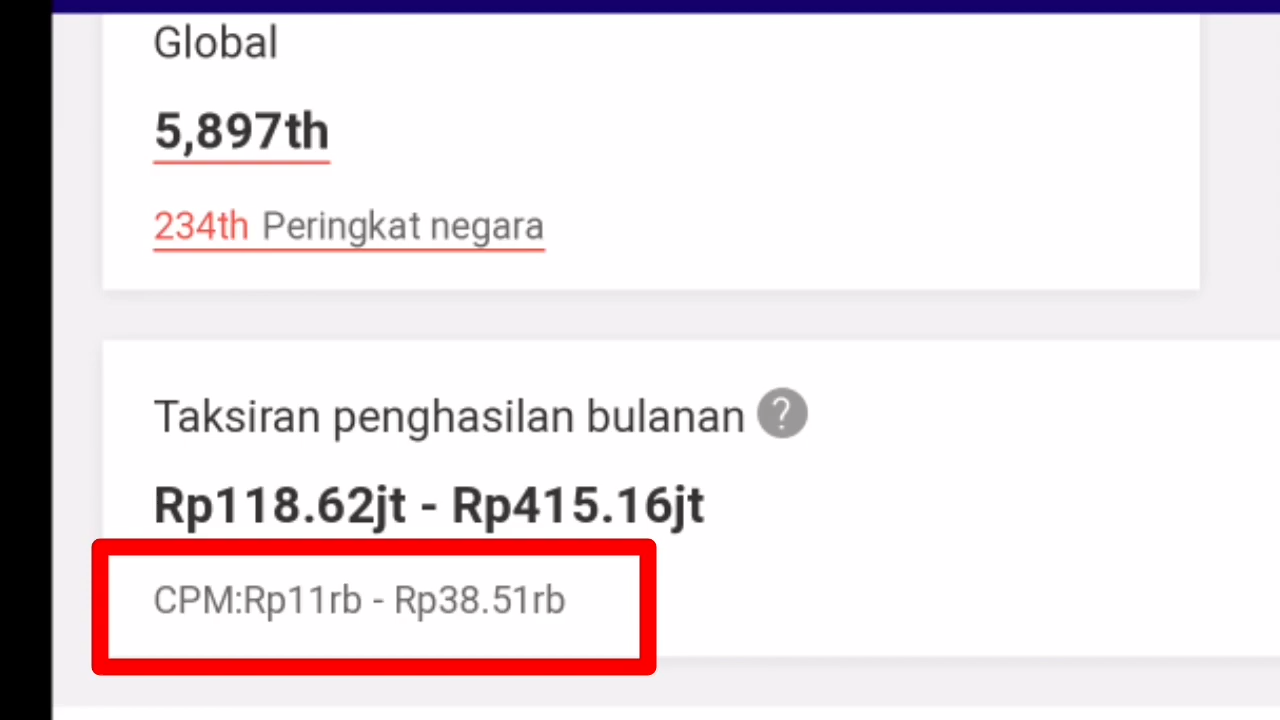 Global
5,897th
234th Peringkat negara
Taksiran penghasilan bulanan ?
Rp118.62jt - Rp415.16jt
CPM:Rp11rb - Rp38.51rb